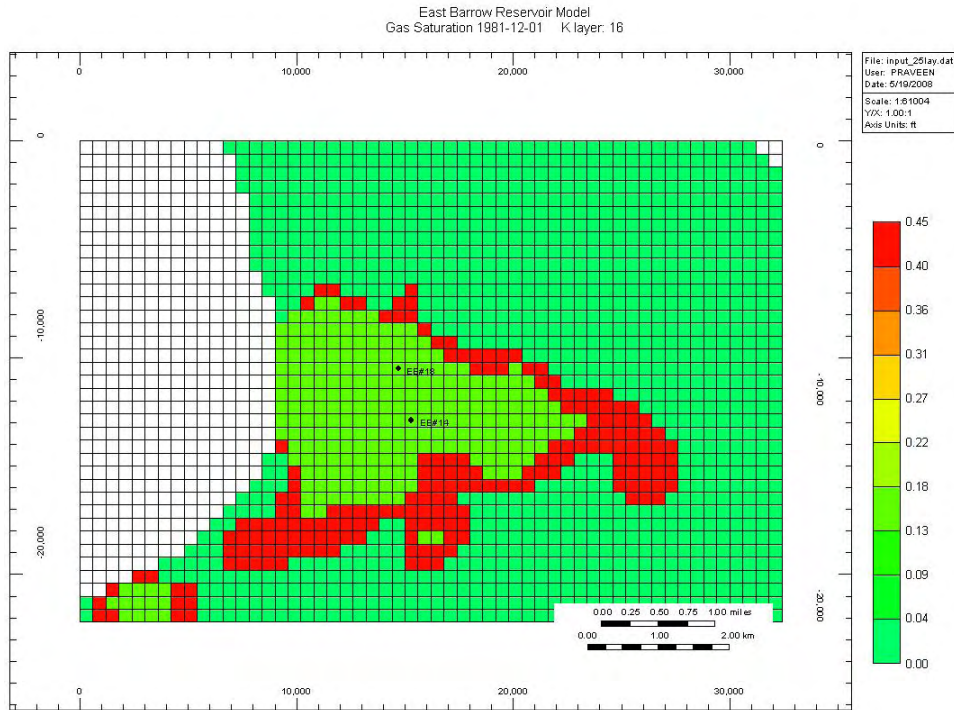 East Barrow Reservoir Model
Gas Saturation 1981-12-01 K layer: 16
File: input_25lay.dat
User: PRAVEEN
Date: 5/19/2008
Scale: 1:61004
Y/X: 1.00:1
Axis Units: ft
0 10,000 20,000 30,000
0
-10,000
-20,000
0
-10,000
-20,000
EB#18
EB#14
0.45
0.40
0.36
0.31
0.27
0.22
0.18
0.13
0.09
0.04
0.00
0.00 0.25 0.50 0.75 1.00 miles
0.00 1.00 2.00 km
0 10,000 20,000 30,000